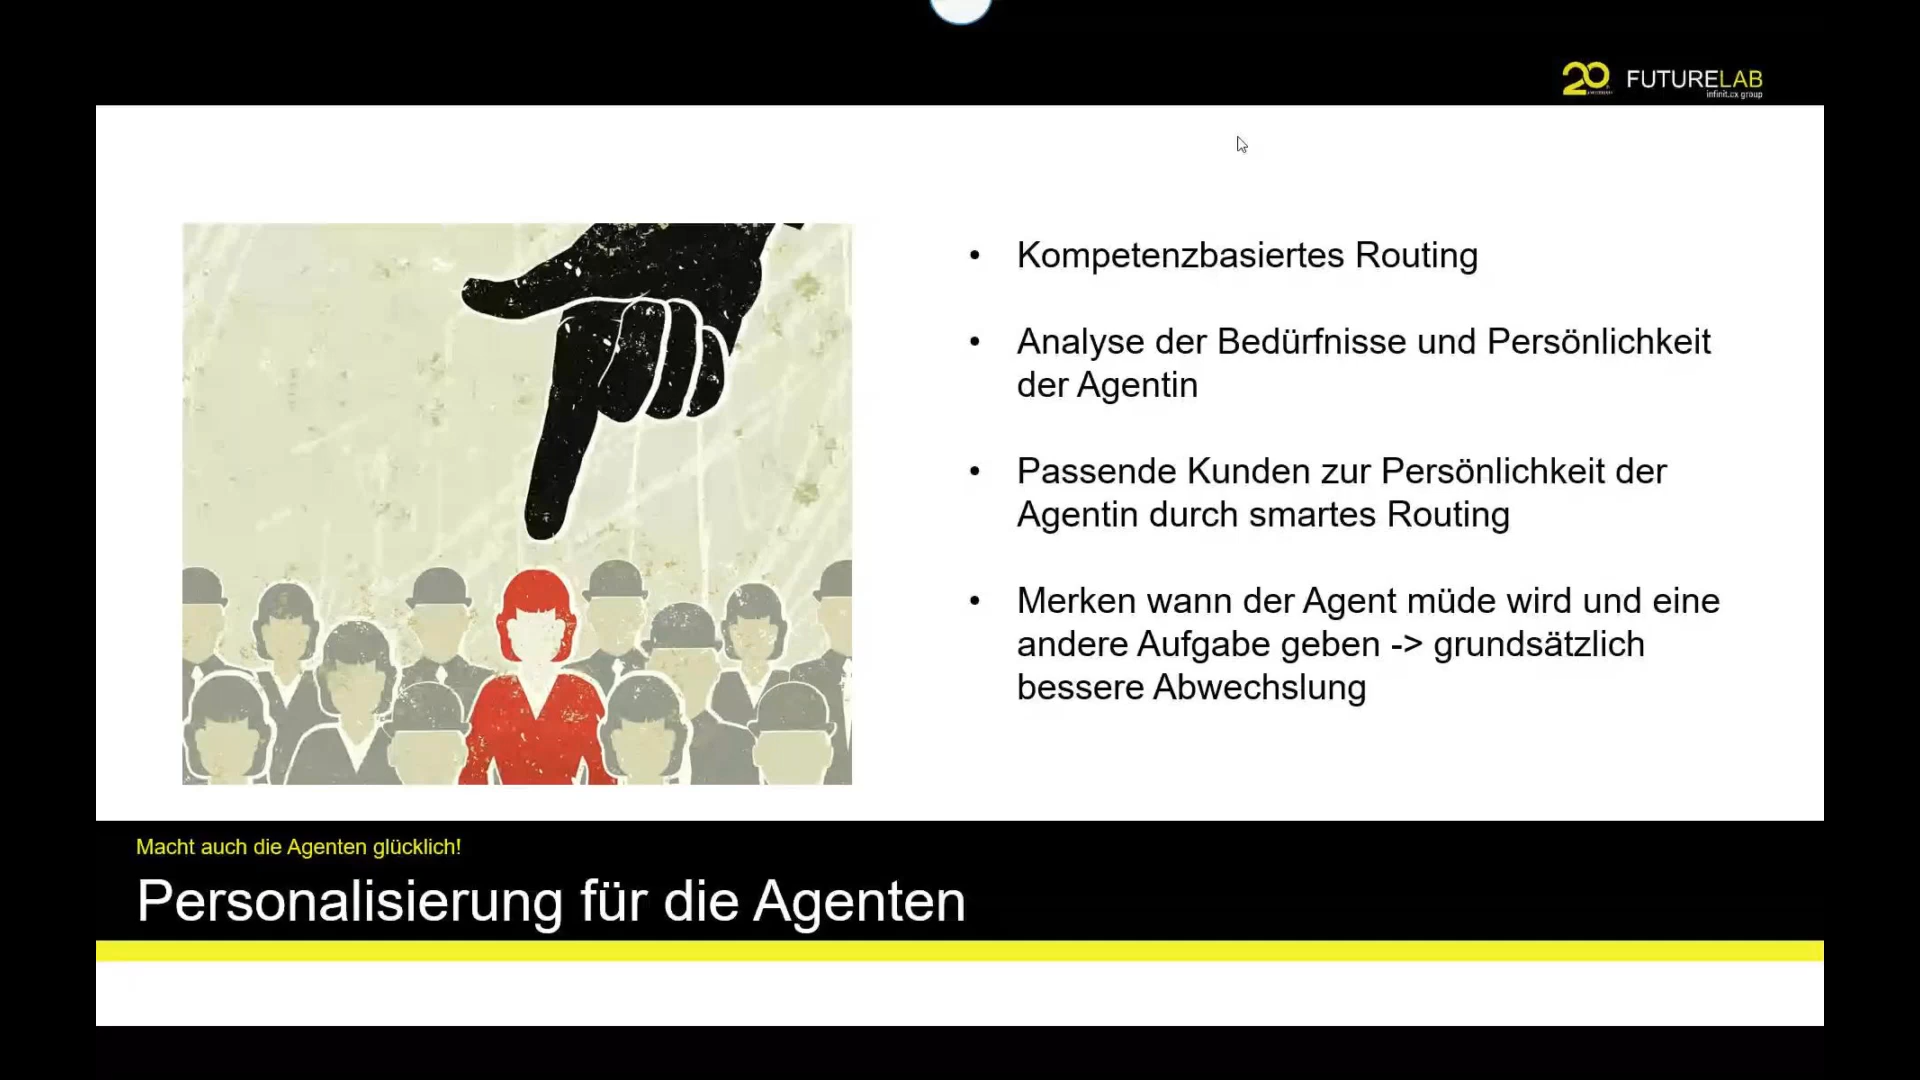 20 FUTURELAB
infinit.cx group
• Kompetenzbasiertes Routing
• Analyse der Bedürfnisse und Persönlichkeit
der Agentin
• Passende Kunden zur Persönlichkeit der
Agentin durch smartes Routing
• Merken wann der Agent müde wird und eine
andere Aufgabe geben -> grundsätzlich
bessere Abwechslung
Macht auch die Agenten glücklich!
Personalisierung für die Agenten